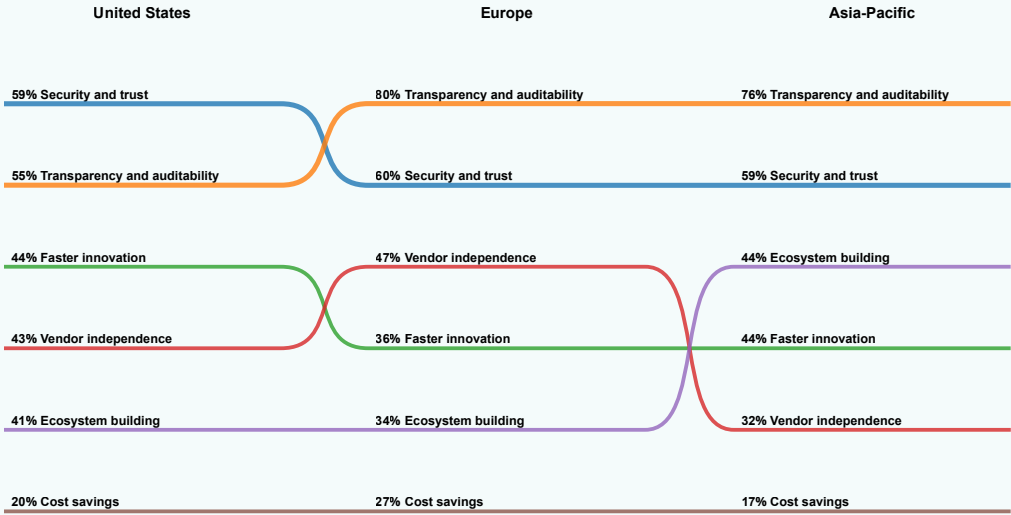 United States Europe Asia-Pacific
59% Security and trust 80% Transparency and auditability 76% Transparency and auditability
55% Transparency and auditability 60% Security and trust 59% Security and trust
44% Faster innovation 47% Vendor independence 44% Ecosystem building
43% Vendor independence 36% Faster innovation 44% Faster innovation
41% Ecosystem building 34% Ecosystem building 32% Vendor independence
20% Cost savings 27% Cost savings 17% Cost savings